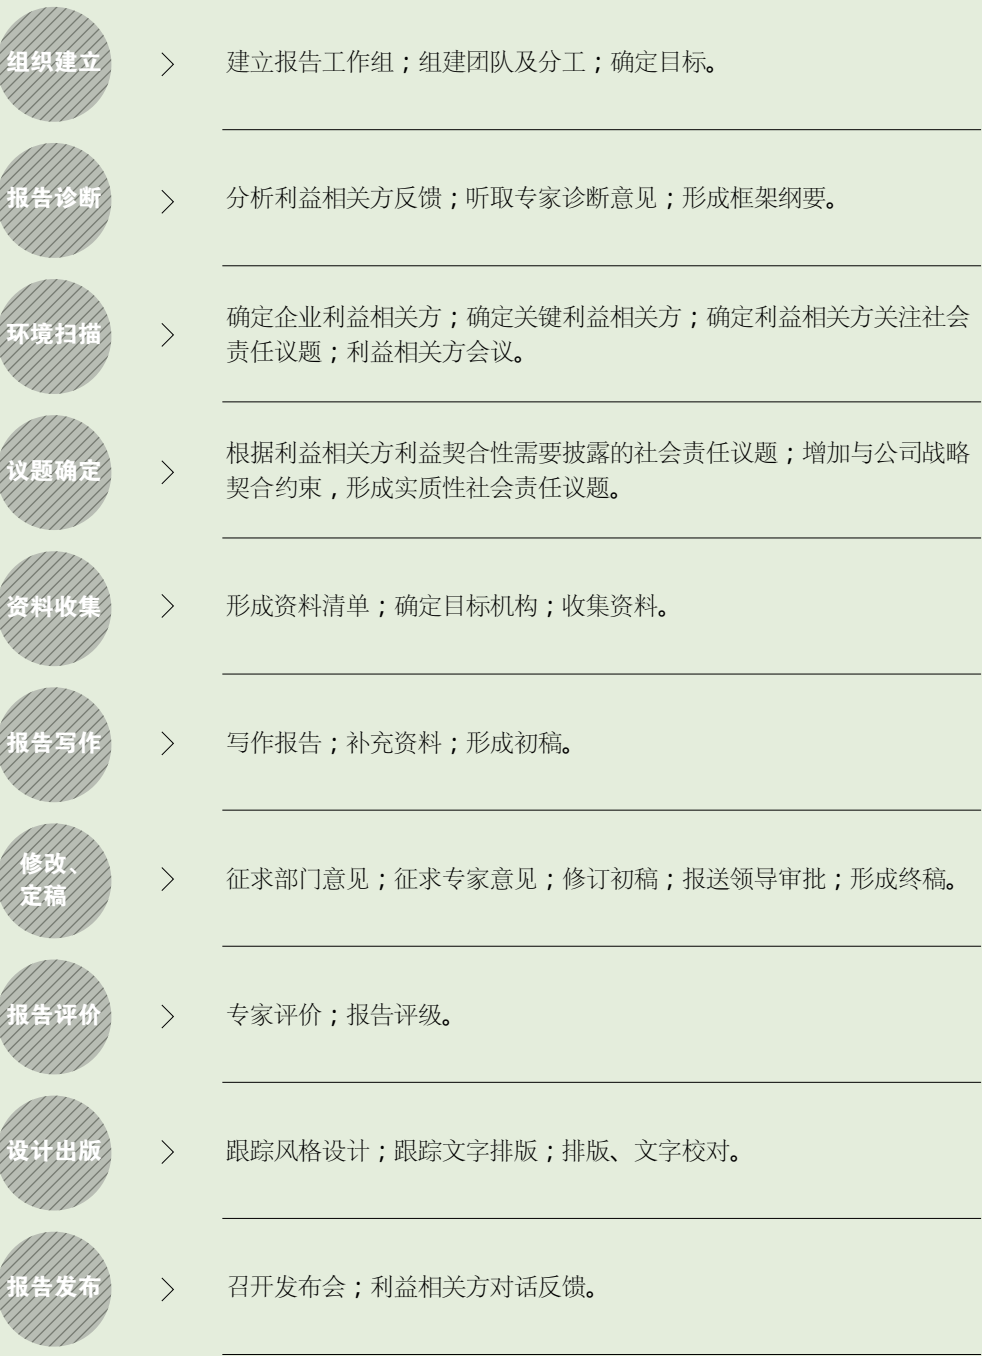 组织建立
建立报告工作组；组建团队及分工；确定目标。
报告诊断
分析利益相关方反馈；听取专家诊断意见；形成框架纲要。
环境扫描
确定企业利益相关方；确定关键利益相关方；确定利益相关方关注社会
责任议题；利益相关方会议。
议题确定
根据利益相关方利益契合性需要披露的社会责任议题；增加与公司战略
契合约束，形成实质性社会责任议题。
资料收集
形成资料清单；确定目标机构；收集资料。
报告写作
写作报告；补充资料；形成初稿。
修改、
定稿
征求部门意见；征求专家意见；修订初稿；报送领导审批；形成终稿。
报告评价
专家评价；报告评级。
设计出版
跟踪风格设计；跟踪文字排版；排版、文字校对。
报告发布
召开发布会；利益相关方对话反馈。